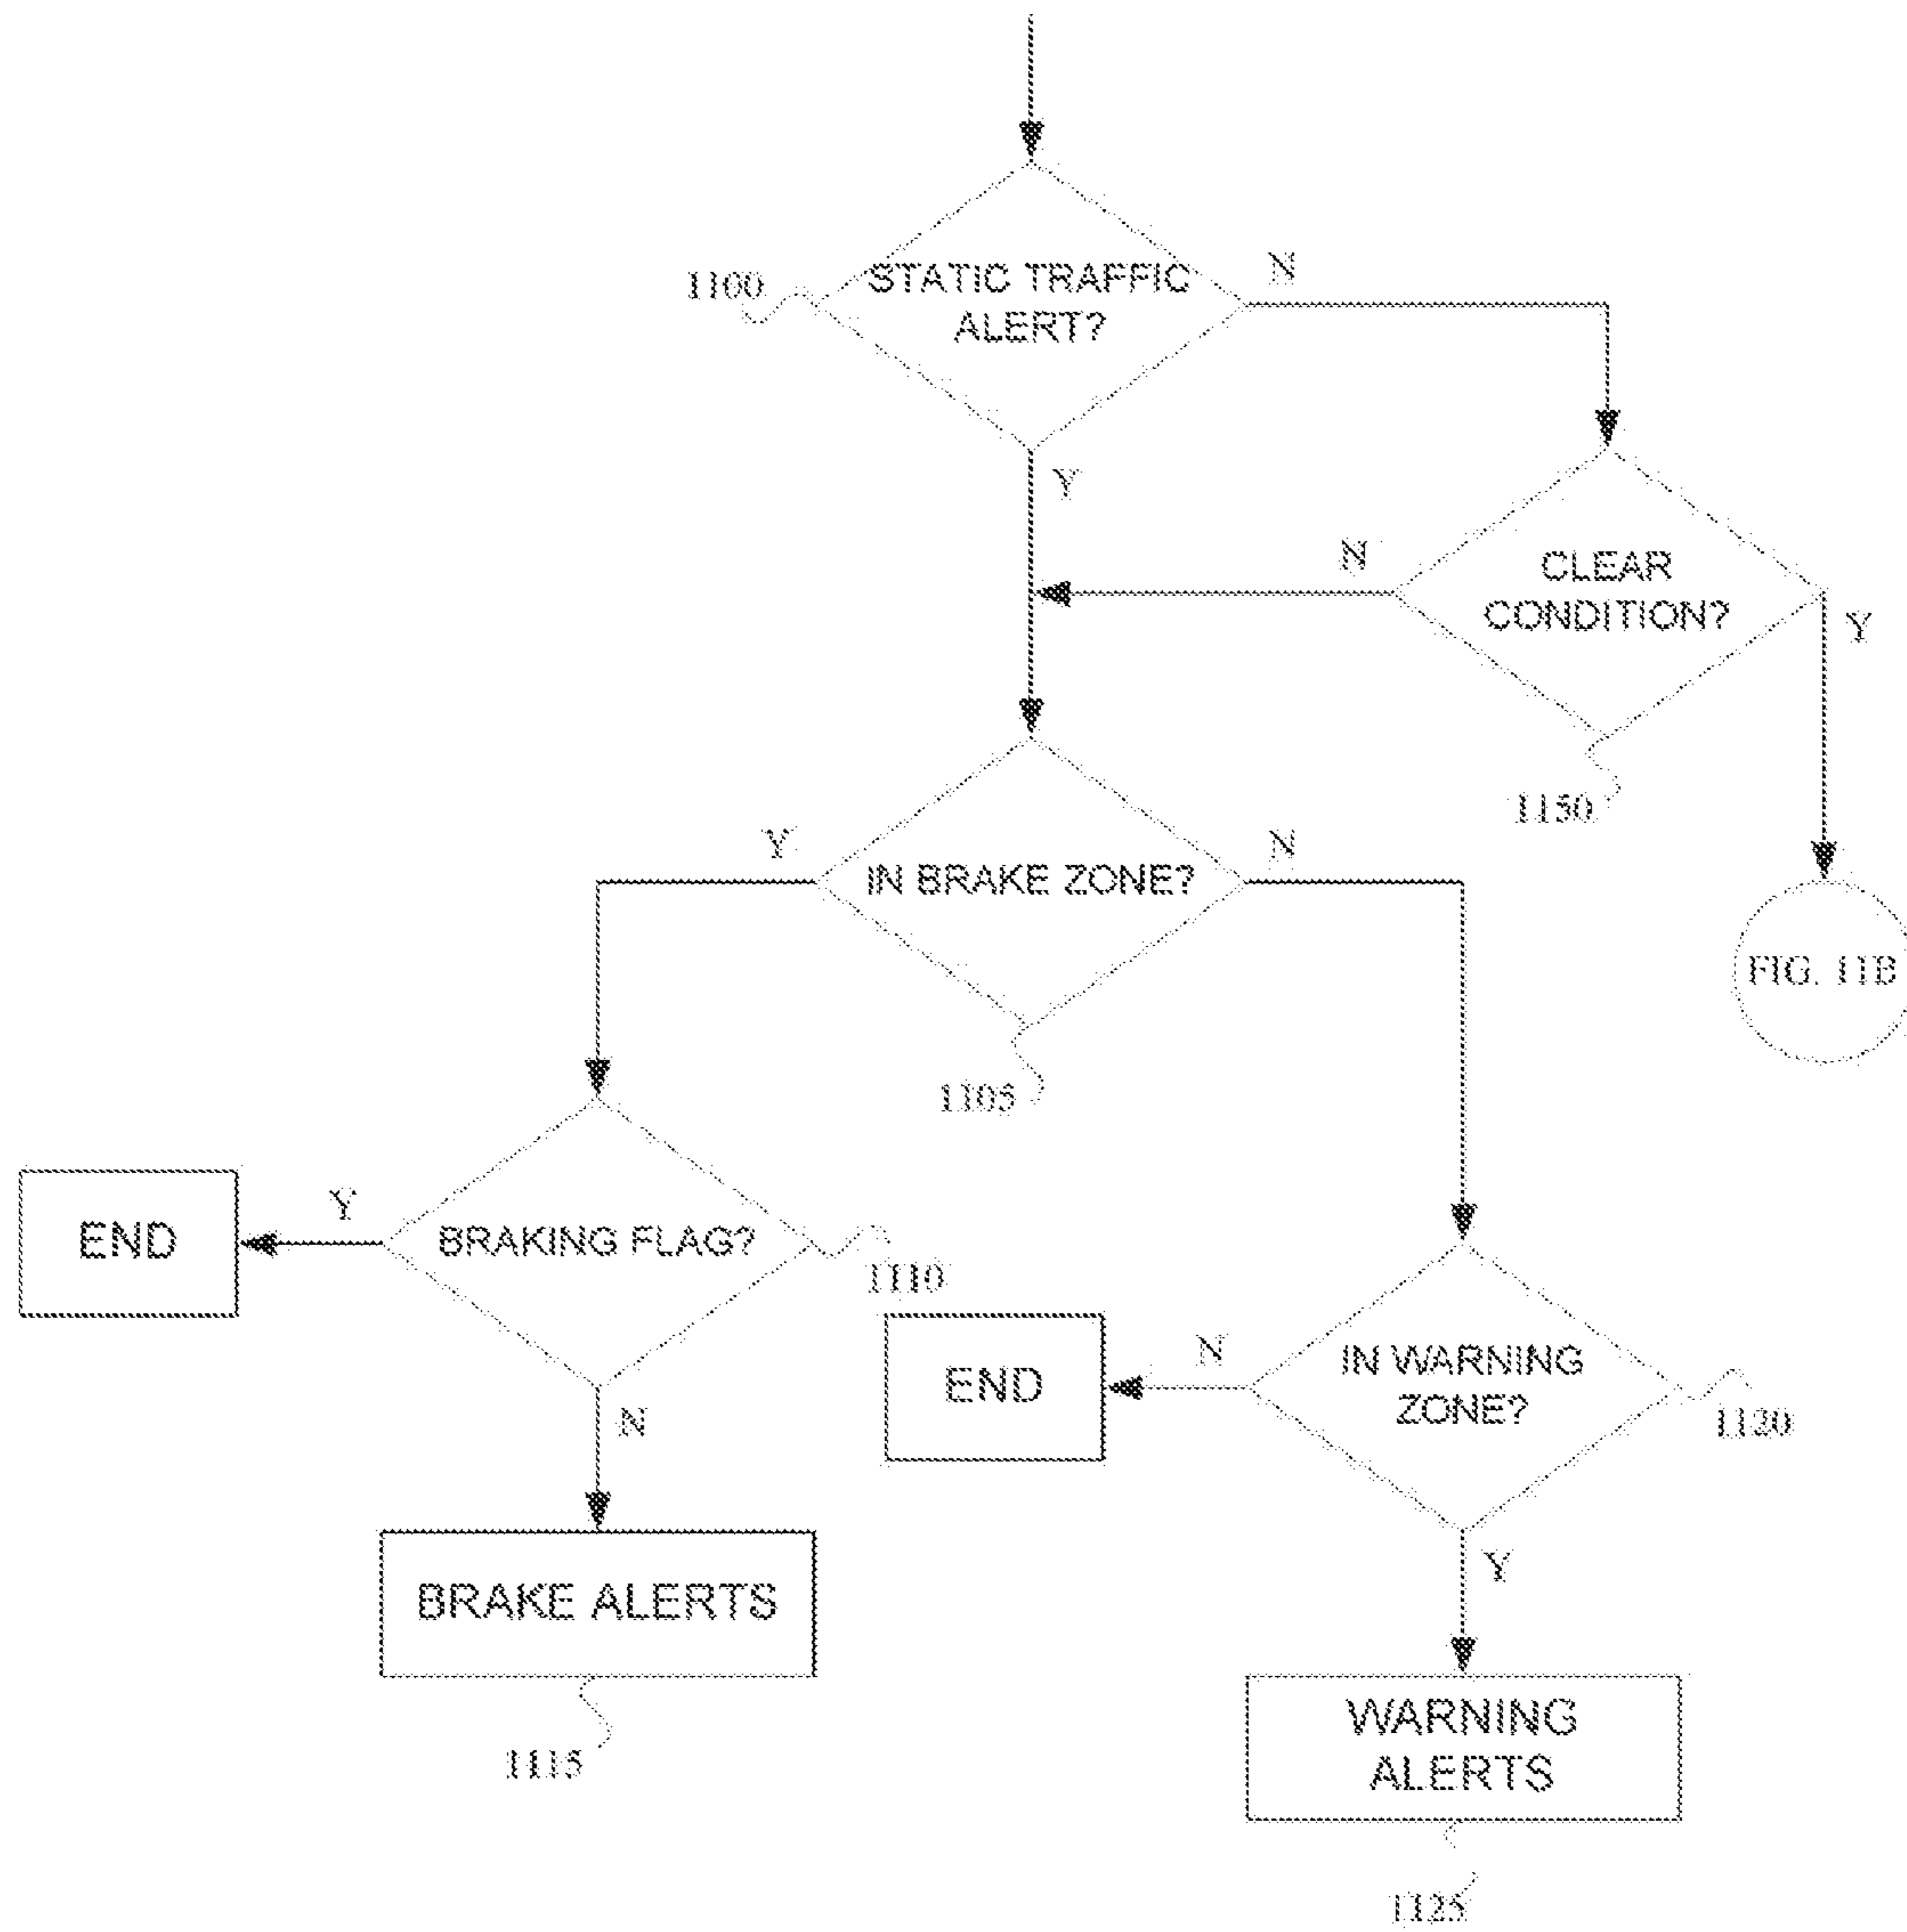 STATIC TRAFFIC
ALERT?
1100
N
Y
CLEAR
CONDITION?
N
Y
1150
IN BRAKE ZONE?
Y
N
1105
FIG. 11B
BRAKING FLAG?
Y
END
1110
N
IN WARNING
ZONE?
N
END
1120
Y
BRAKE ALERTS
1115
WARNING
ALERTS
1125